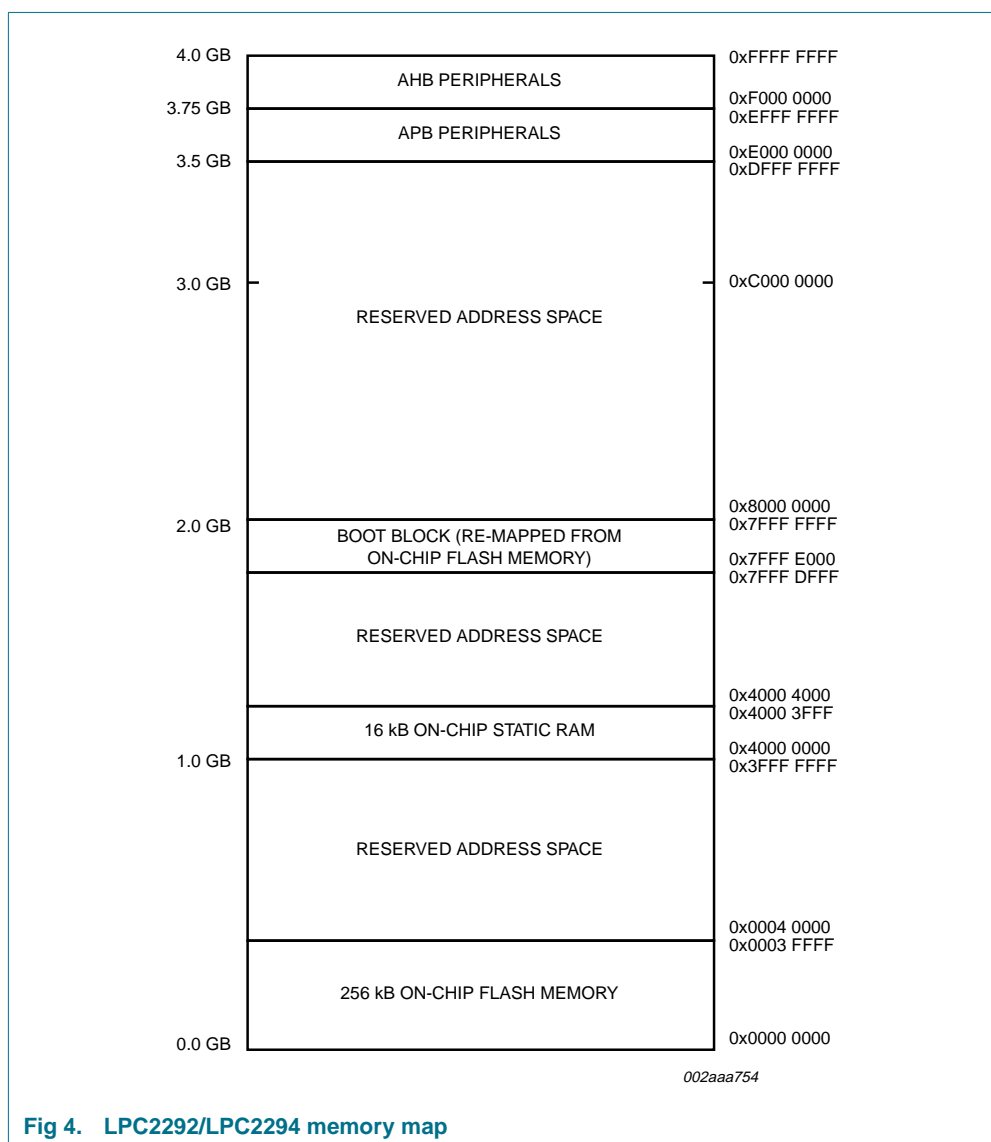 4.0 GB
0xFFFF FFFF
AHB PERIPHERALS
0xF000 0000
3.75 GB
0xEFFF FFFF
APB PERIPHERALS
0xE000 0000
3.5 GB
0xDFFF FFFF
3.0 GB
0xC000 0000
RESERVED ADDRESS SPACE
0x8000 0000
2.0 GB
0x7FFF FFFF
BOOT BLOCK (RE-MAPPED FROM
ON-CHIP FLASH MEMORY)
0x7FFF E000
0x7FFF DFFF
RESERVED ADDRESS SPACE
0x4000 4000
0x4000 3FFF
16 kB ON-CHIP STATIC RAM
0x4000 0000
1.0 GB
0x3FFF FFFF
RESERVED ADDRESS SPACE
0x0004 0000
0x0003 FFFF
256 kB ON-CHIP FLASH MEMORY
0x0000 0000
0.0 GB
002aaa754
Fig 4. LPC2292/LPC2294 memory map